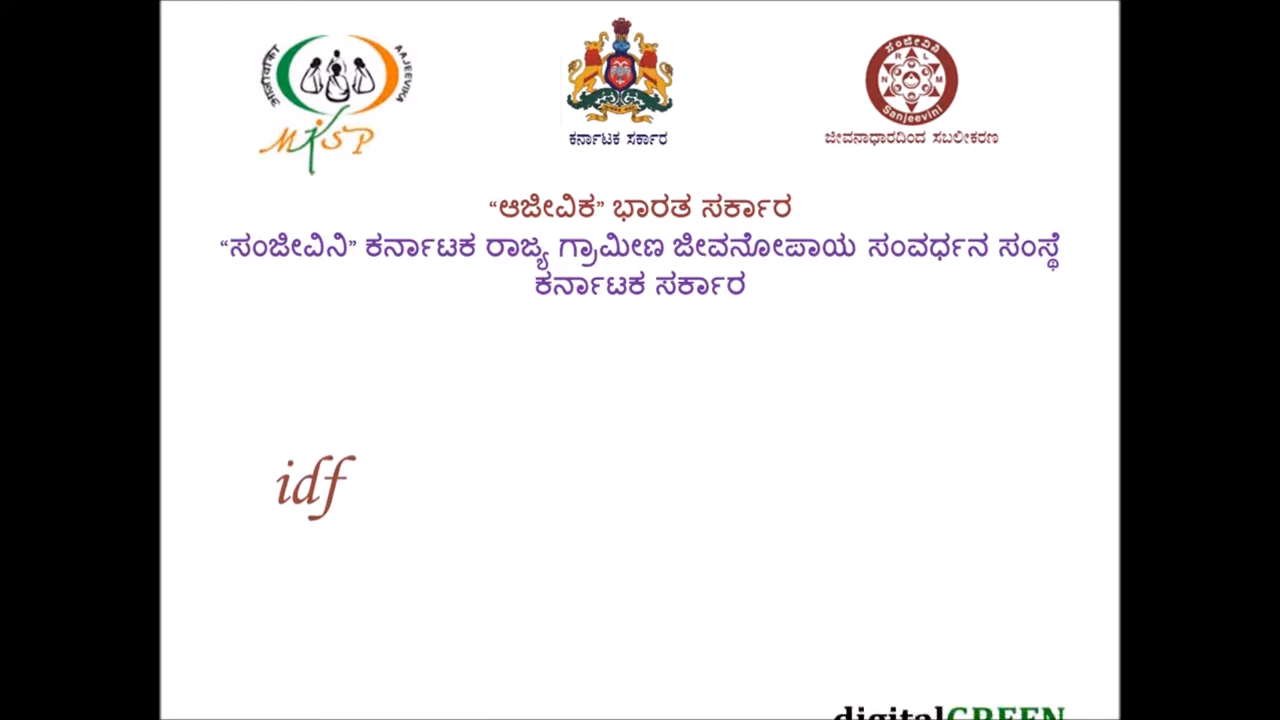 आजीविका
AAJEEVIKA
MKSP
ಕರ್ನಾಟಕ ಸರ್ಕಾರ
ಸಂಜೀವಿನಿ
R L
N M
Sanjeevini
ಜೀವನಾಧಾರದಿಂದ ಸಬಲೀಕರಣ
“ಆಜೀವಿಕ” ಭಾರತ ಸರ್ಕಾರ
“ಸಂಜೀವಿನಿ” ಕರ್ನಾಟಕ ರಾಜ್ಯ ಗ್ರಾಮೀಣ ಜೀವನೋಪಾಯ ಸಂವರ್ಧನ ಸಂಸ್ಥೆ
ಕರ್ನಾಟಕ ಸರ್ಕಾರ
idf
digitalGREEN